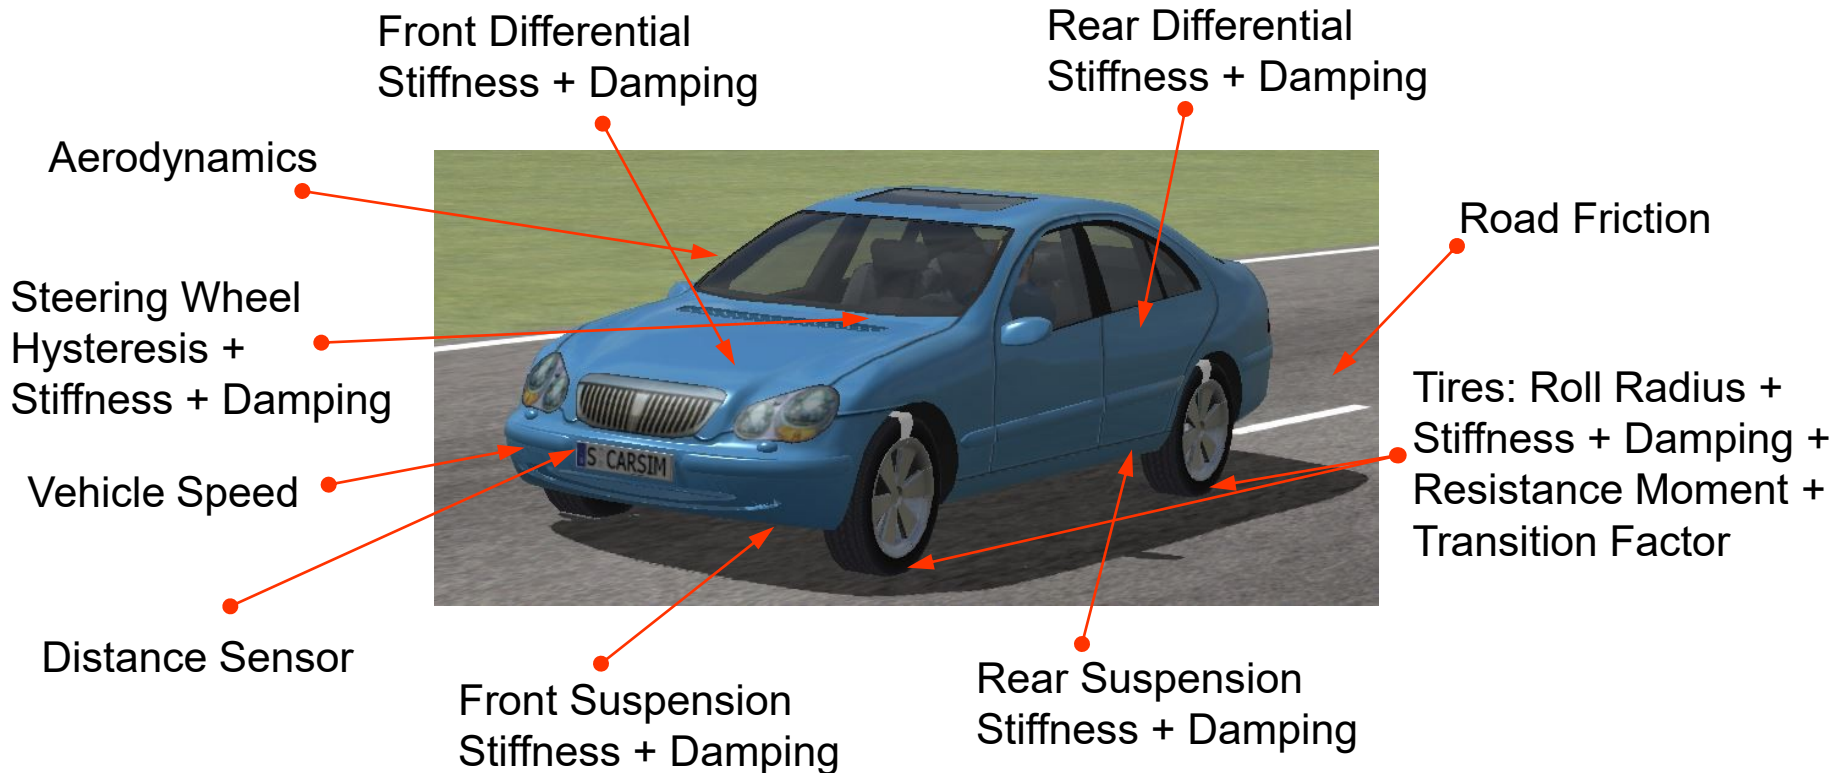 Front Differential
Stiffness + Damping
Rear Differential
Stiffness + Damping
Aerodynamics
Road Friction
Steering Wheel
Hysteresis +
Stiffness + Damping
Tires: Roll Radius +
Stiffness + Damping +
Resistance Moment +
Transition Factor
Vehicle Speed
S CARSIM
Distance Sensor
Front Suspension
Stiffness + Damping
Rear Suspension
Stiffness + Damping